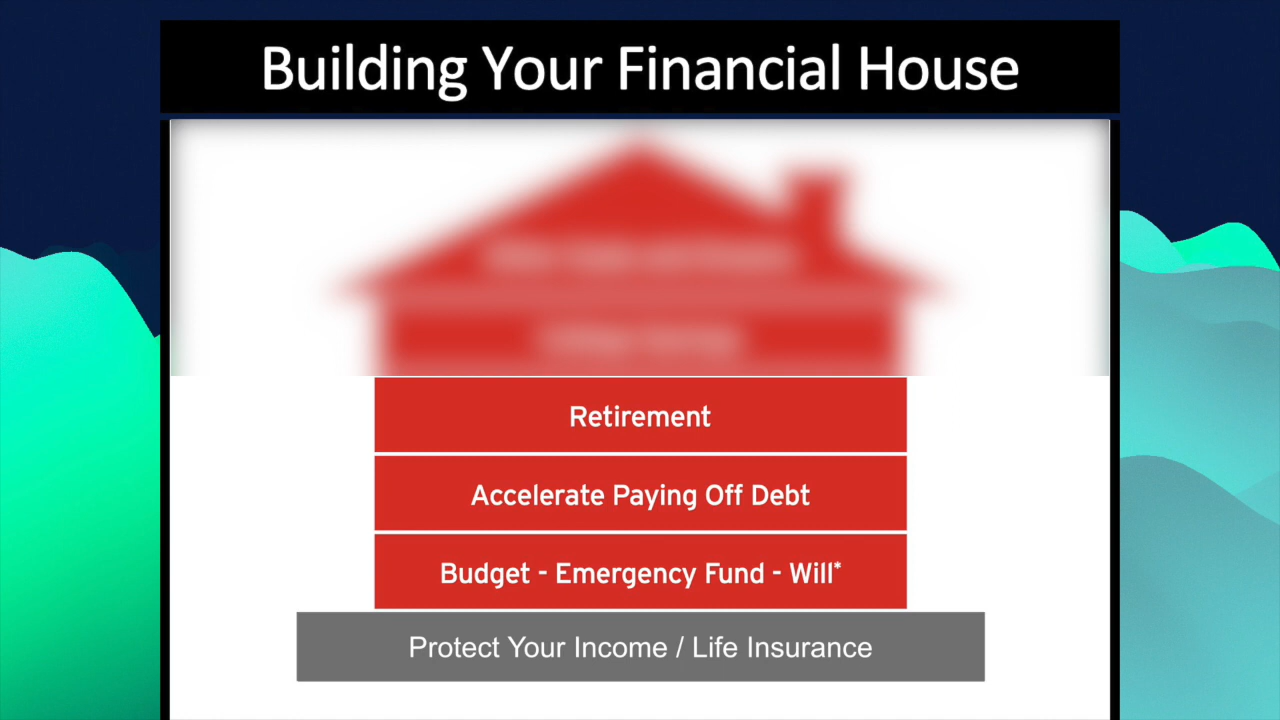 Building Your Financial House
Retirement
Accelerate Paying Off Debt
Budget - Emergency Fund - Will*
Protect Your Income / Life Insurance